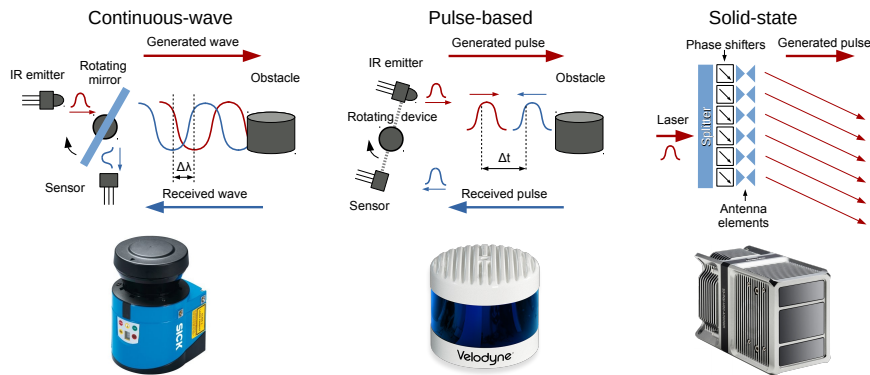 Continuous-wave
Generated wave
Rotating
mirror
IR emitter
Obstacle
Δλ
Sensor
Received wave
SICK
Pulse-based
Generated pulse
IR emitter
Obstacle
Rotating device
Δt
Sensor
Received pulse
Velodyne
Solid-state
Phase shifters
Generated pulse
Laser
Splitter
Antenna
elements